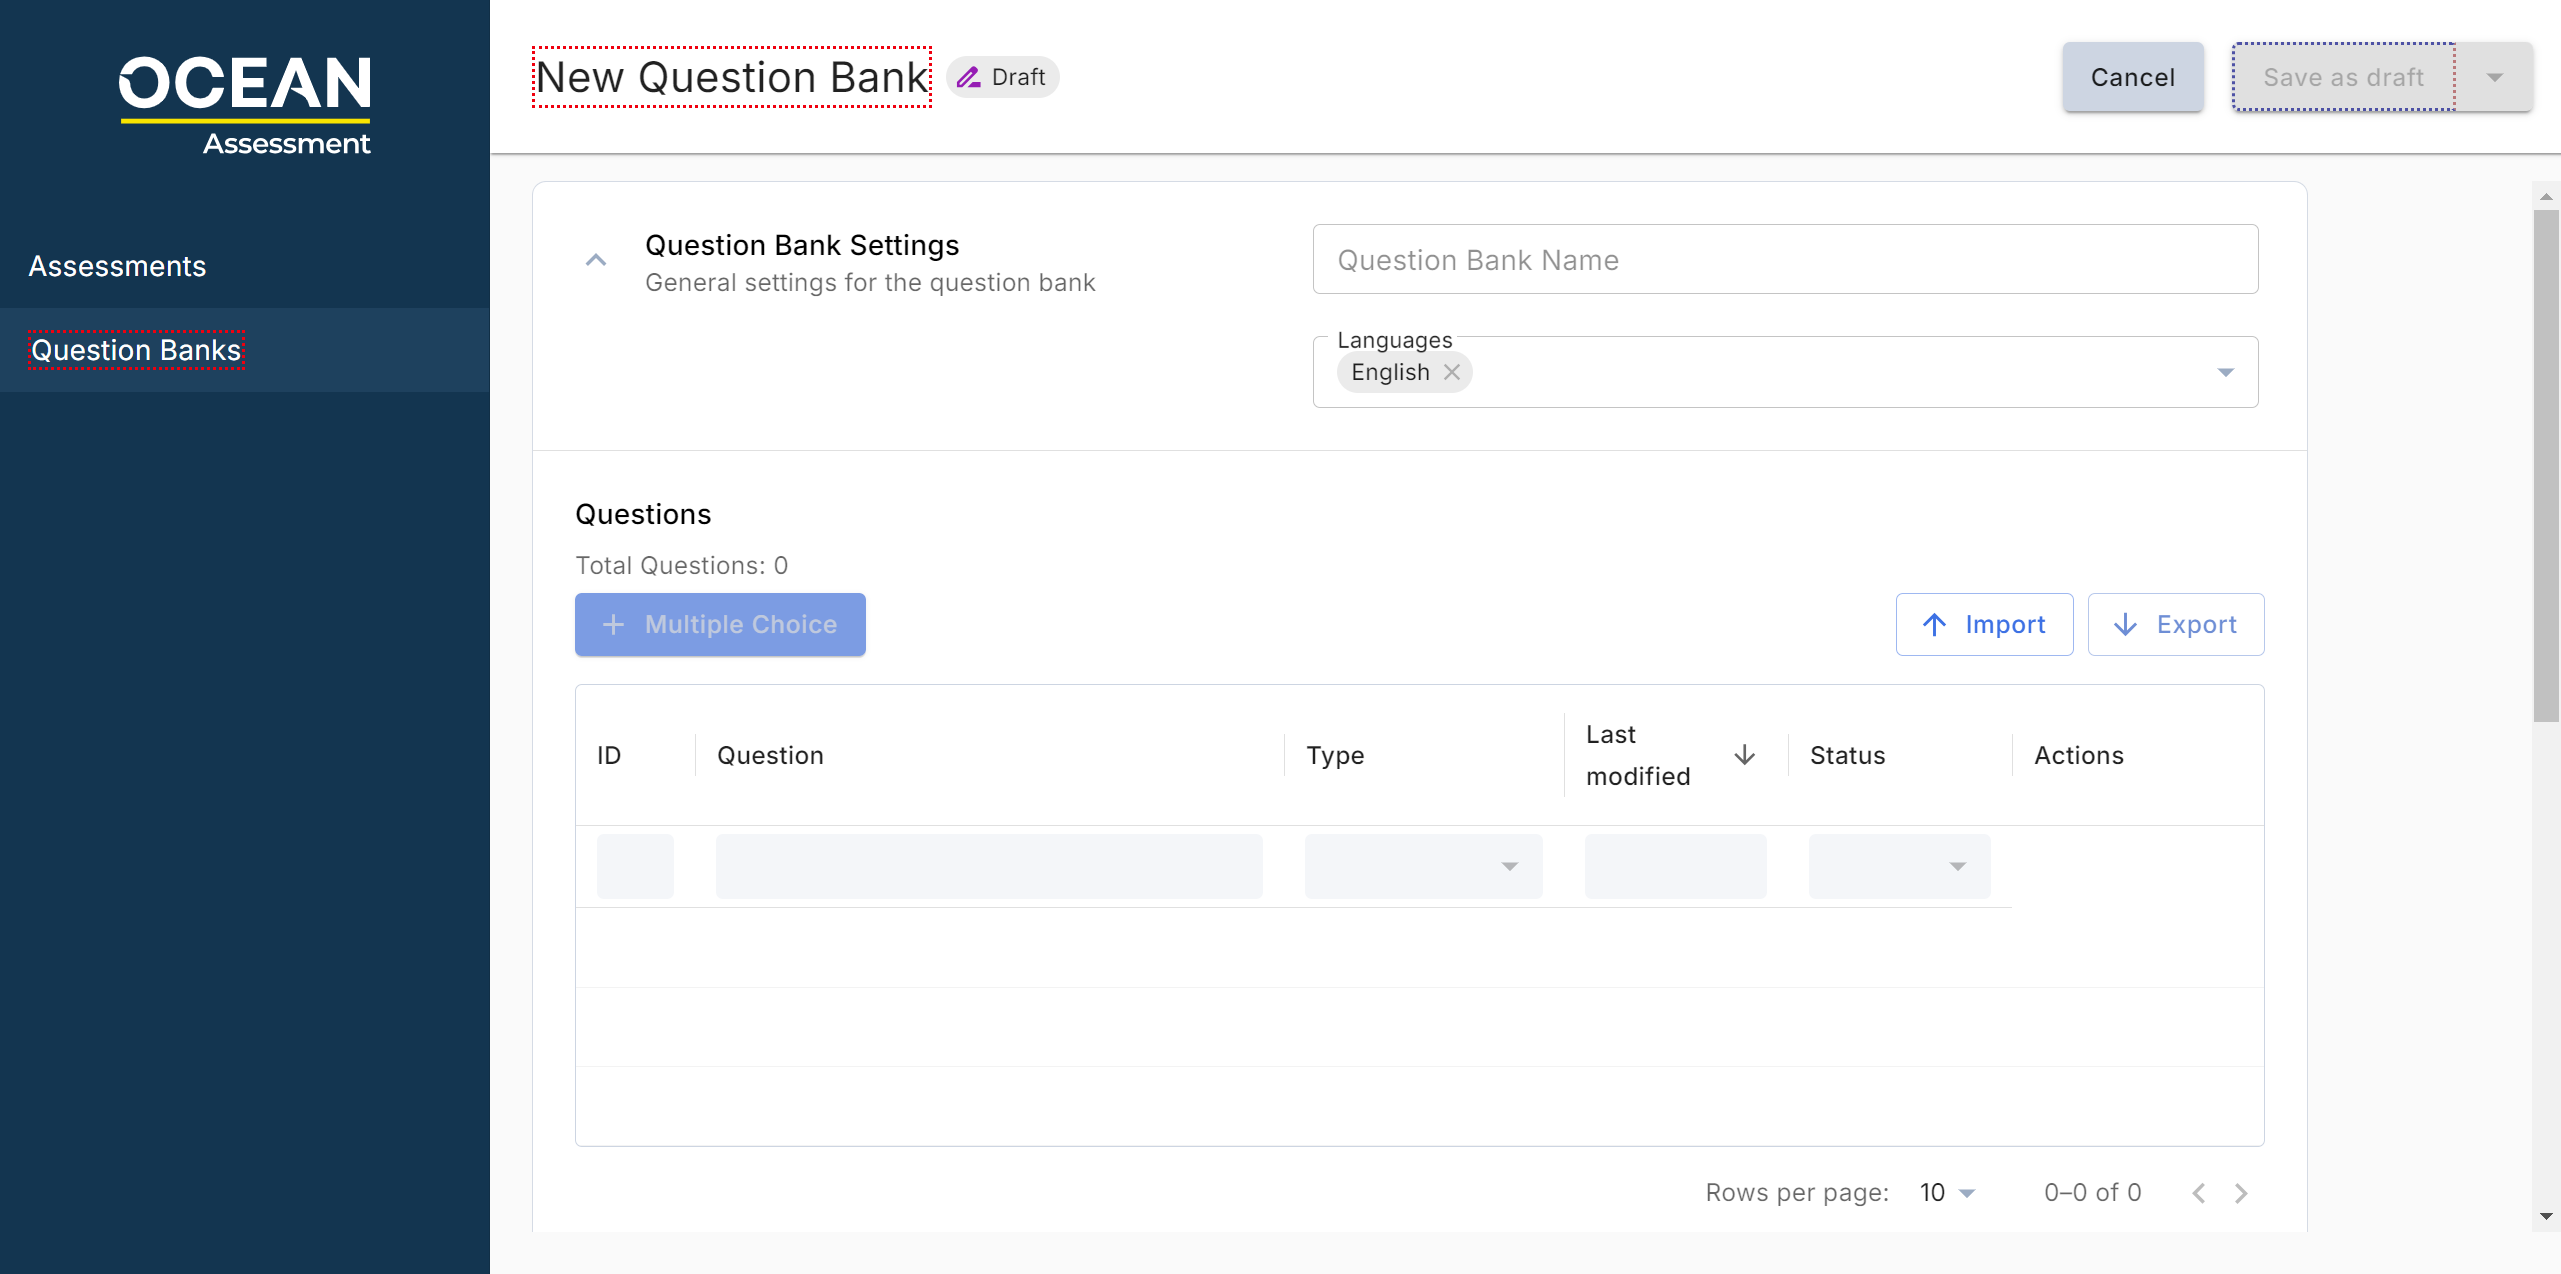 OCEAN
Assessment
Assessments
Question Banks
New Question Bank
Draft
Cancel
Save as draft
Question Bank Settings
General settings for the question bank
Question Bank Name
Languages
English
Questions
Total Questions: 0
Multiple Choice
Import
Export
ID
Question
Type
Last
modified
Status
Actions
Rows per page: 10
0–0 of 0